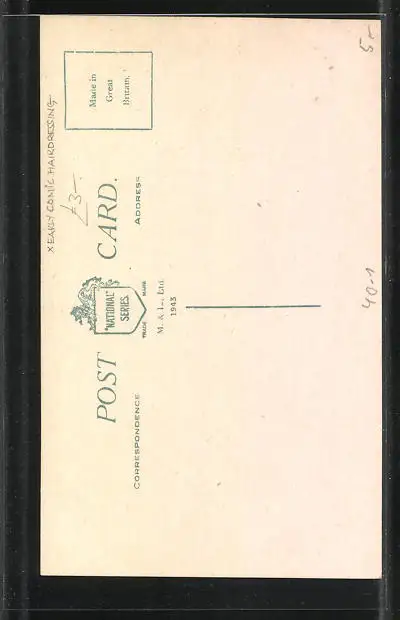 x EARLY COMIC HAIRDRESSING
£3-
5-
Made in
Great
Britain.
POST CARD.
"NATIONAL"
SERIES
TRADE MARK
CORRESPONDENCE
ADDRESS
M. & L., Ltd.
1943
40-1